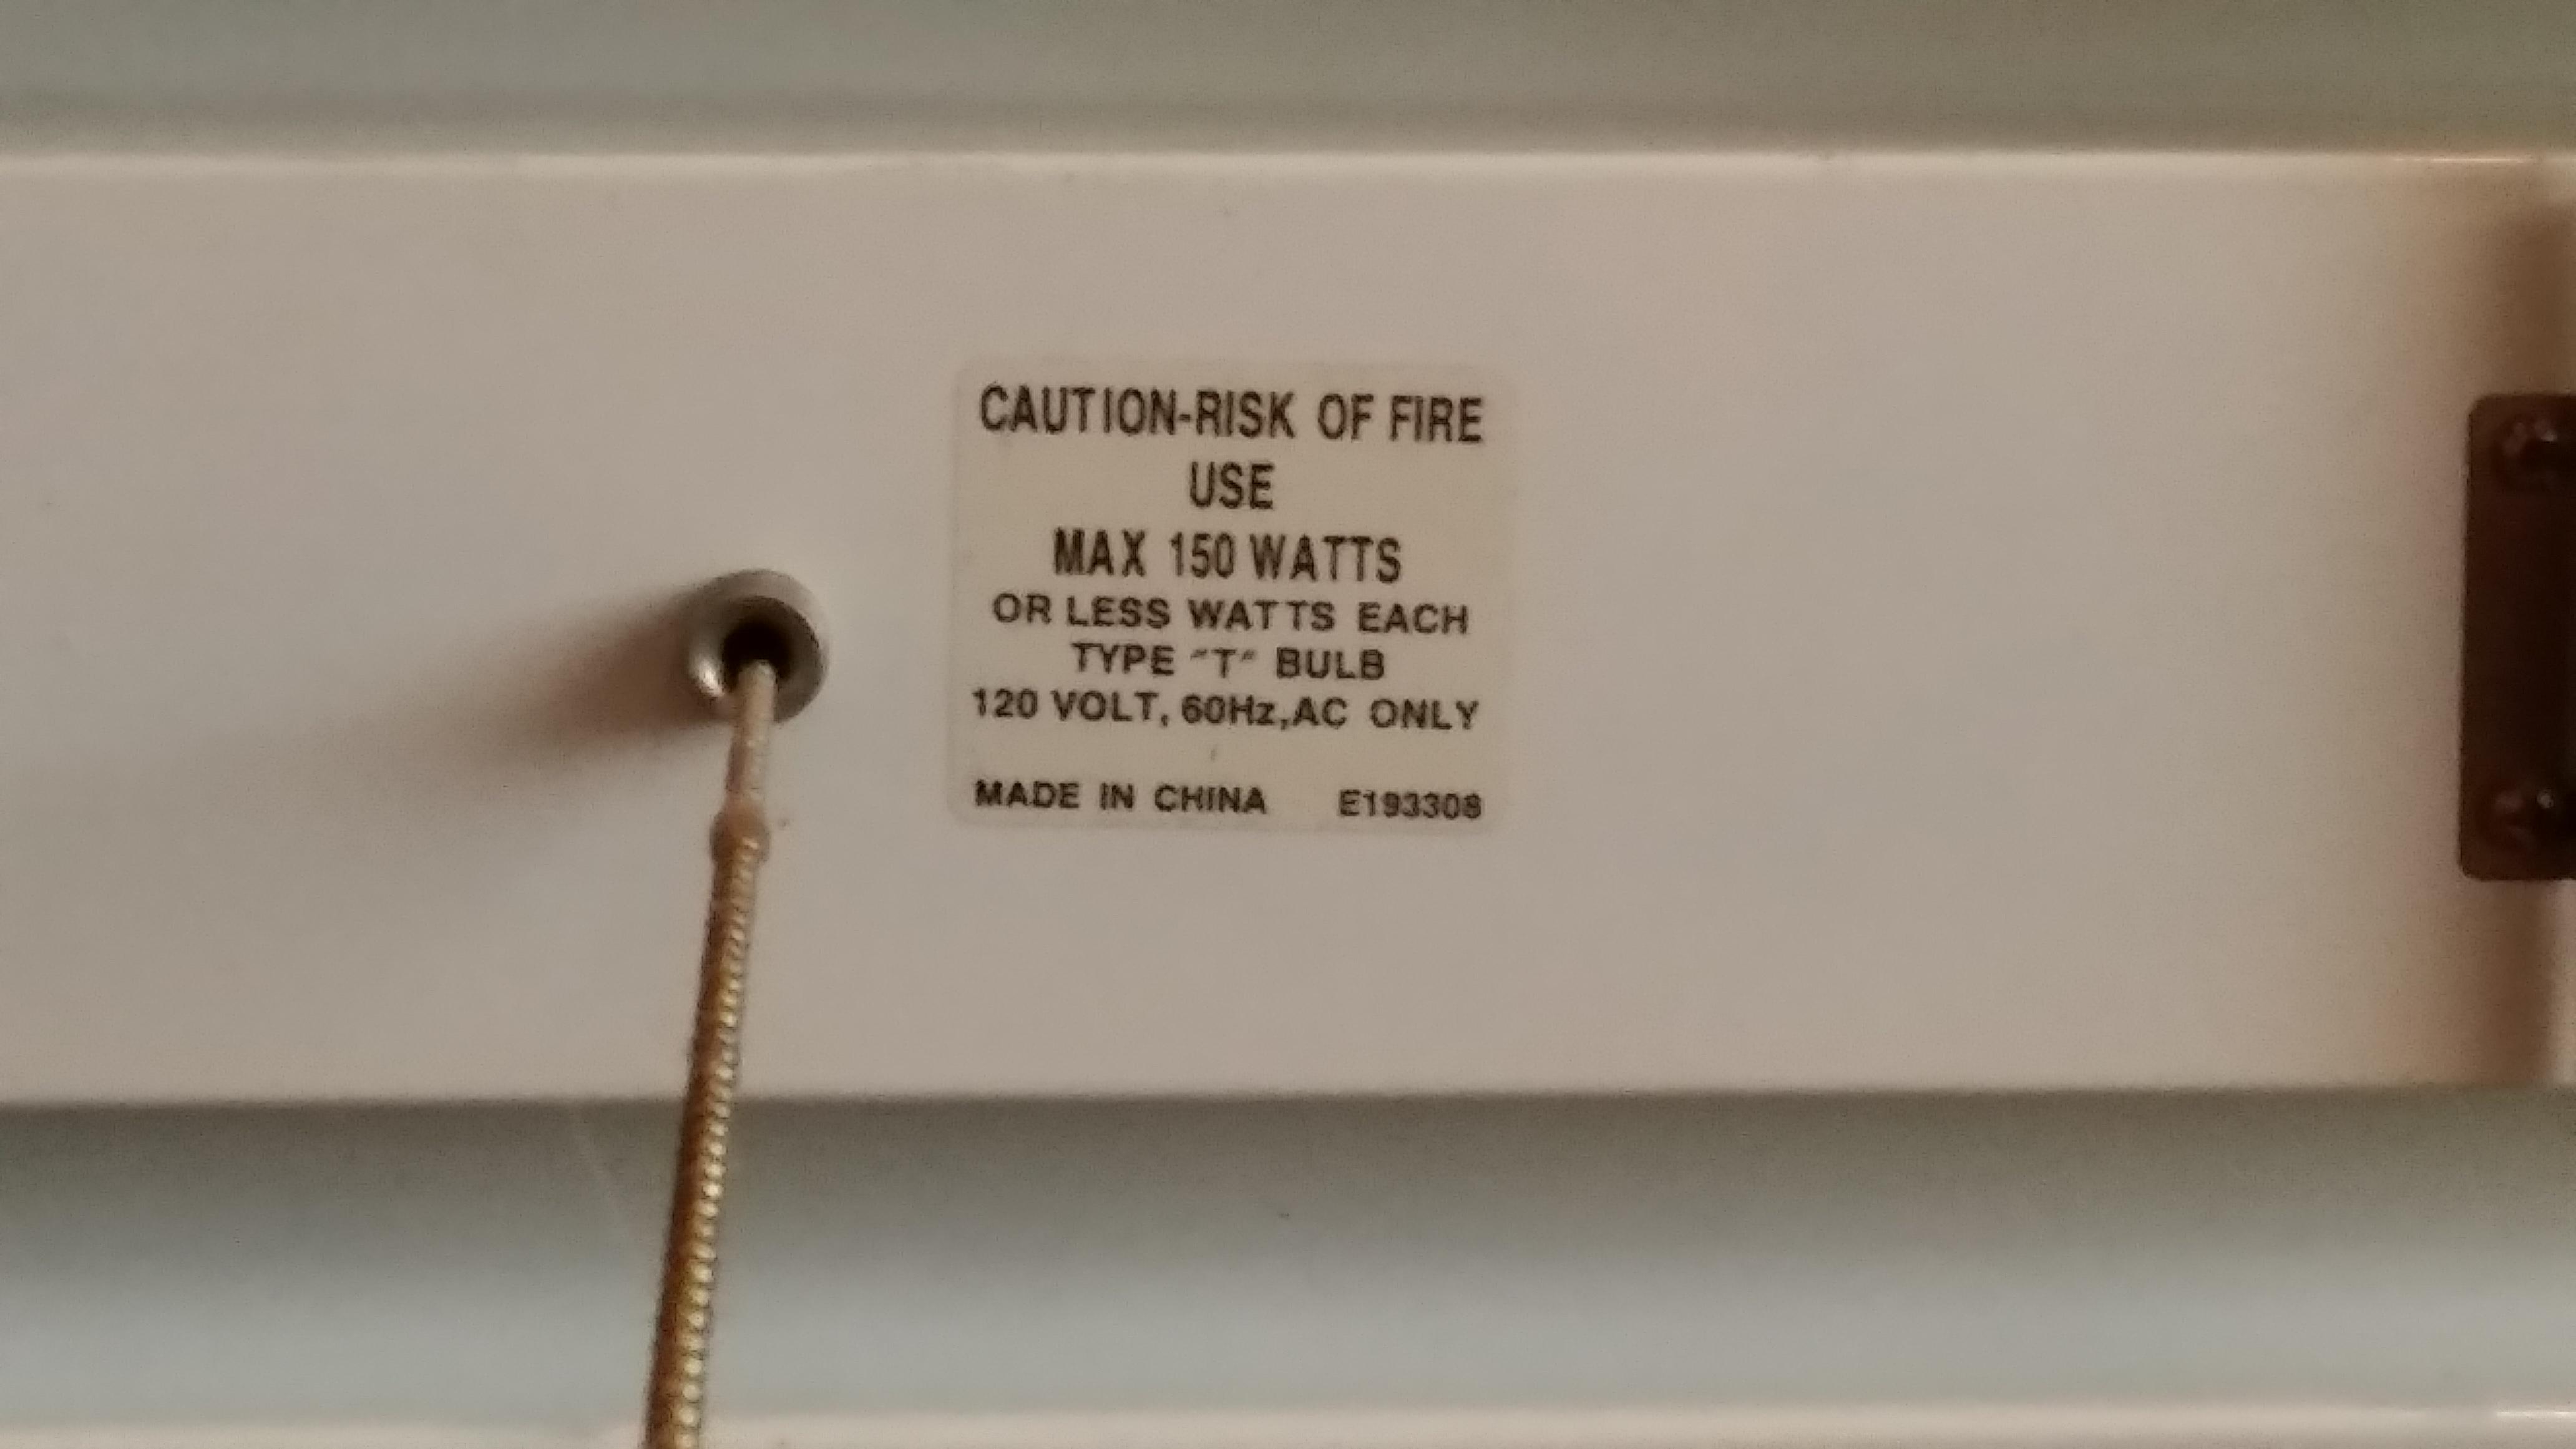 CAUTION-RISK OF FIRE
USE
MAX 150 WATTS
OR LESS WATTS EACH
TYPE "T" BULB
120 VOLT, 60Hz,AC ONLY
MADE IN CHINA E193308